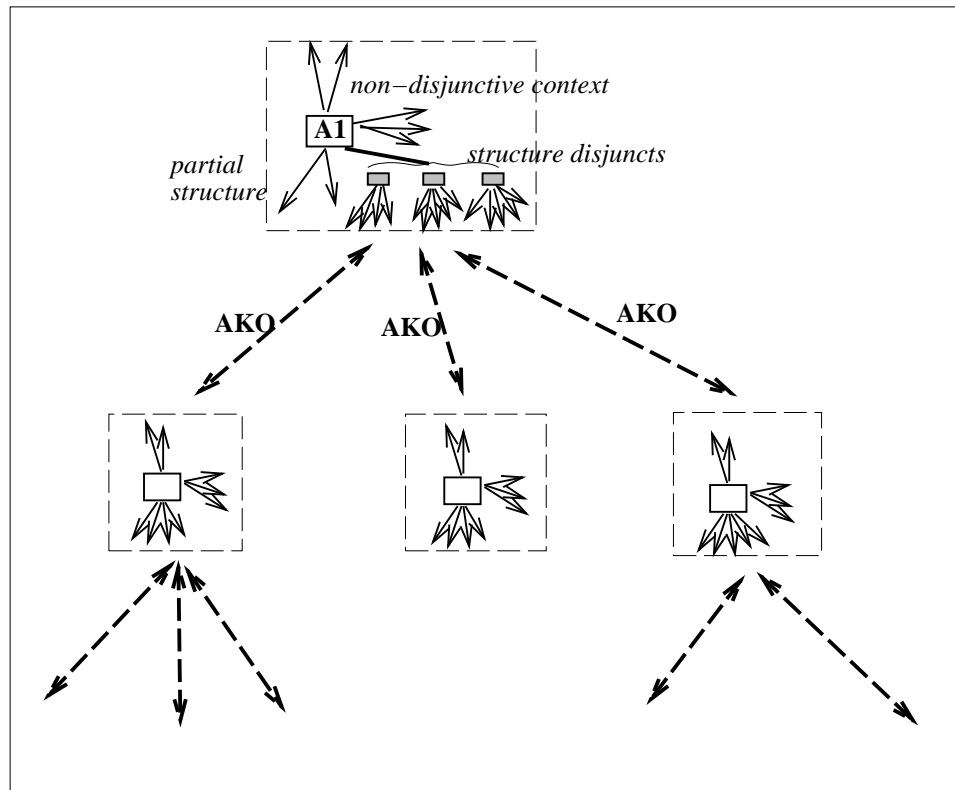 non−disjunctive context
A1
structure disjuncts
partial
structure
AKO
AKO
AKO